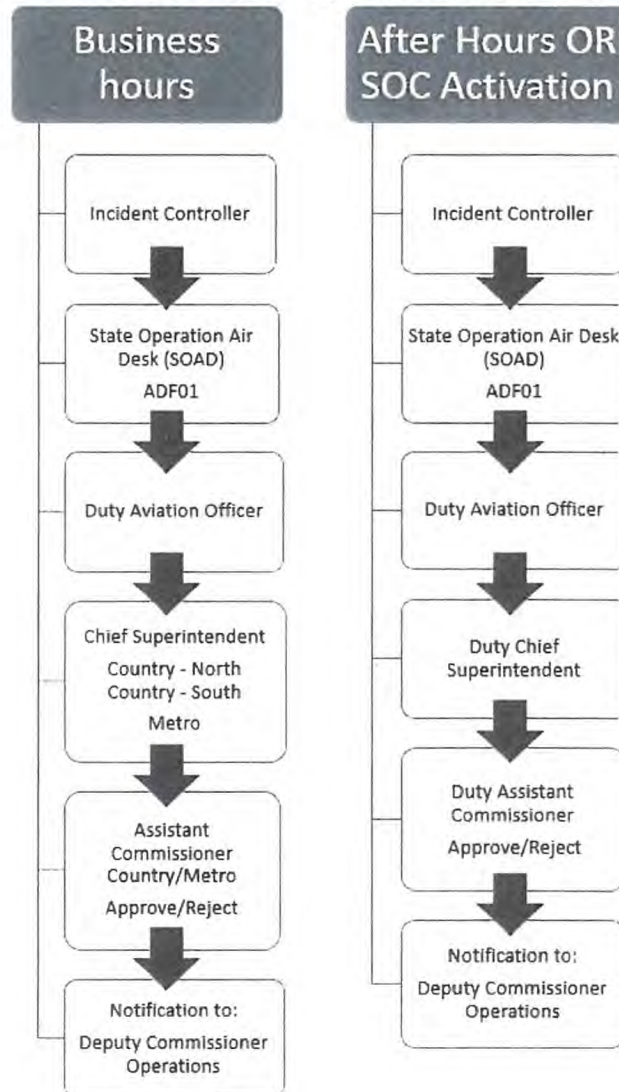 Business
hours
Incident Controller
State Operation Air
Desk (SOAD)
ADF01
Duty Aviation Officer
Chief Superintendent
Country - North
Country - South
Metro
Assistant
Commissioner
Country/Metro
Approve/Reject
Notification to:
Deputy Commissioner
Operations
After Hours OR
SOC Activation
Incident Controller
State Operation Air Desk
(SOAD)
ADF01
Duty Aviation Officer
Duty Chief
Superintendent
Duty Assistant
Commissioner
Approve/Reject
Notification to:
Deputy Commissioner
Operations